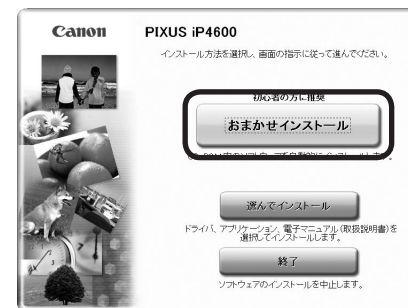 Canon
PIXUS iP4600
インストール方法を選択し、画面の指示に従って進んでください。
初心者の方に推奨
おまかせインストール
選んでインストール
ドライバ、アプリケーション、電子マニュアル(取扱説明書)を
選択してインストールします。
終了
ソフトウェアのインストールを中止します。